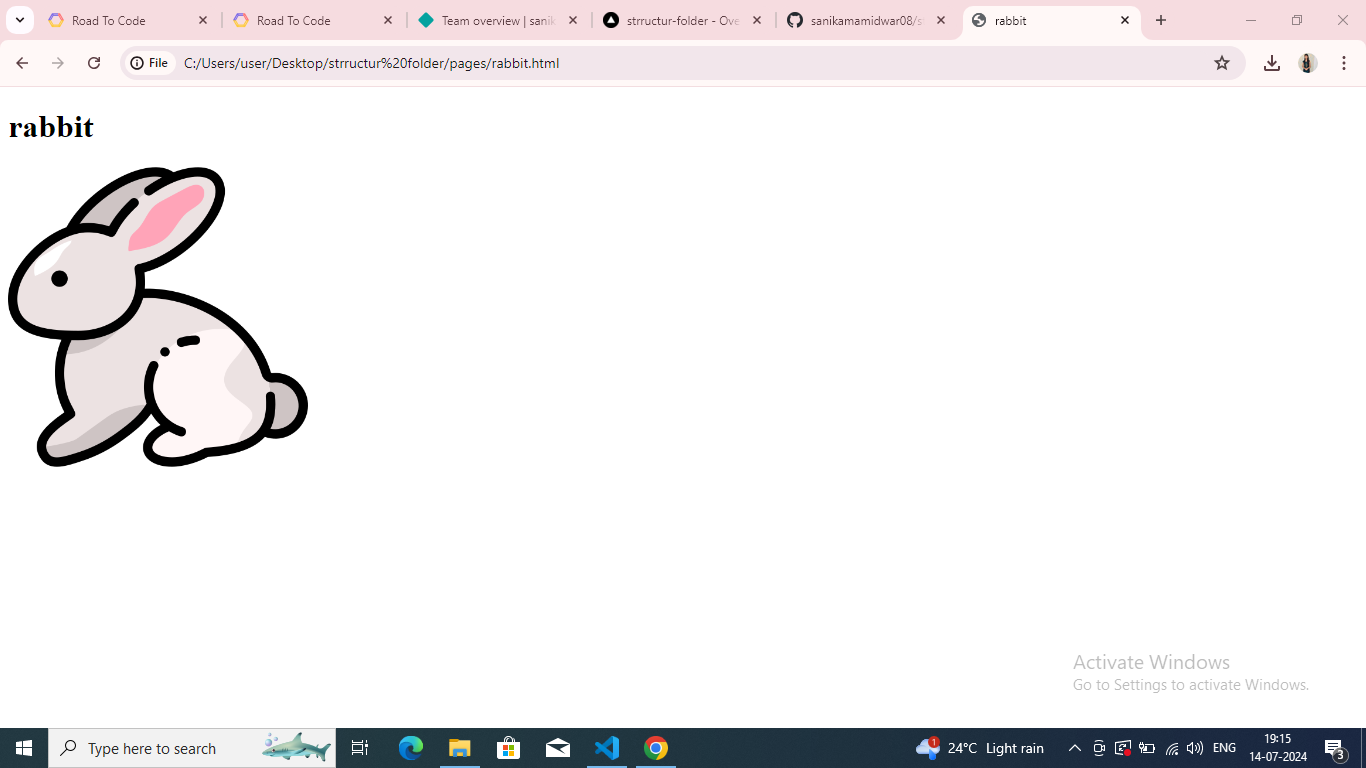 Road To Code
Road To Code
Team overview | sanik
strructur-folder - Ove
sanikamamidwar08/s
rabbit
File
C:/Users/user/Desktop/strructur%20folder/pages/rabbit.html
rabbit
Activate Windows
Go to Settings to activate Windows.
Type here to search
1
24°C Light rain
ENG
19:15
14-07-2024
3